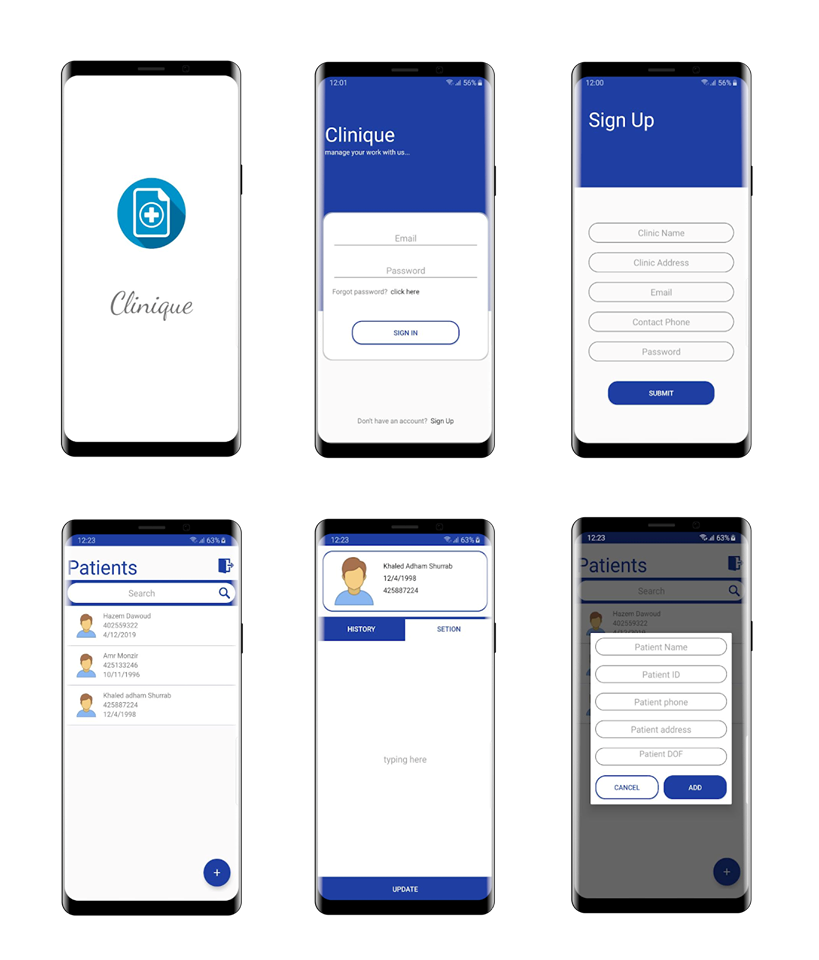 Clinique
12:01
56%
Clinique
manage your work with us...
Email
Password
Forgot password? click here
SIGN IN
Don't have an account? Sign Up
12:00
56%
Sign Up
Clinic Name
Clinic Address
Email
Contact Phone
Password
SUBMIT
12:23
63%
Patients
Search
Hazem Dawoud
402559322
4/12/2019
Amr Monzir
425133246
10/11/1996
Khaled adham Shurrab
425887224
12/4/1998
+
12:23
63%
Khaled Adham Shurrab
12/4/1998
425887224
HISTORY
SETION
typing here
UPDATE
12:23
63%
Patients
Search
Hazem Dawoud
402559322
4/12/2019
Patient Name
Patient ID
Patient phone
Patient address
Patient DOF
CANCEL
ADD
+